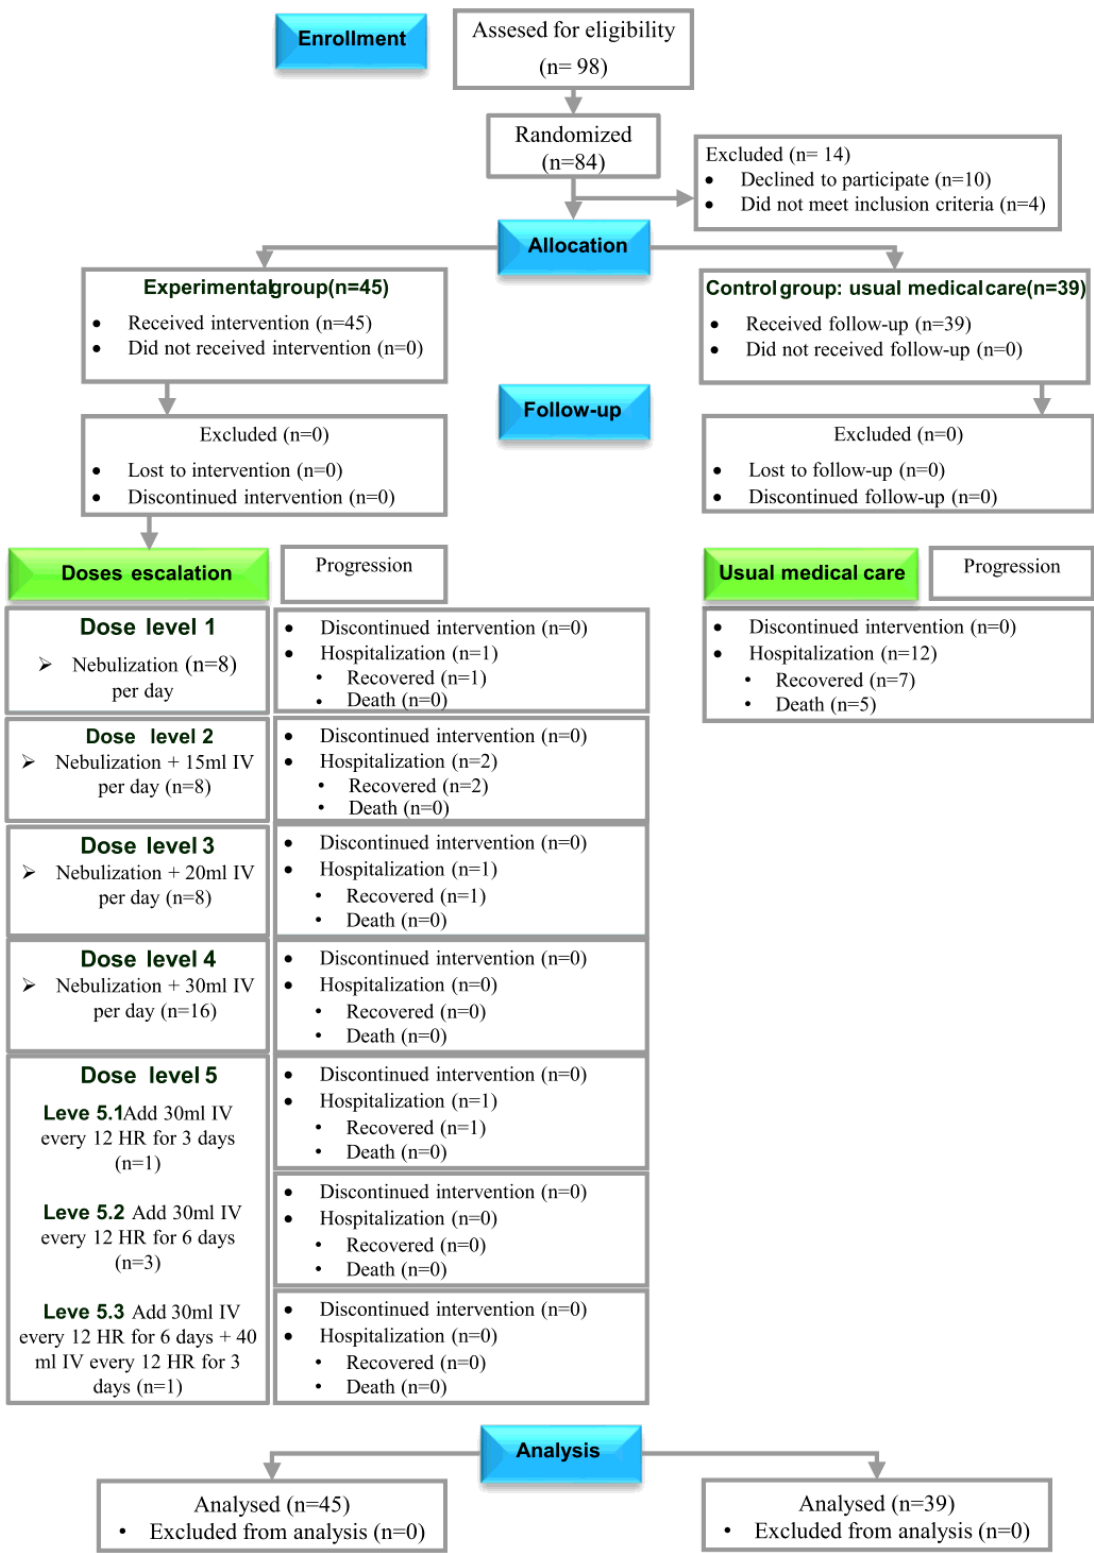 Enrollment
Assesed for eligibility
(n= 98)
Randomized
(n=84)
Excluded (n= 14)
• Declined to participate (n=10)
• Did not meet inclusion criteria (n=4)
Allocation
Experimentalgroup(n=45)
• Received intervention (n=45)
• Did not received intervention (n=0)
Controlgroup: usual medicalcare(n=39)
• Received follow-up (n=39)
• Did not received follow-up (n=0)
Follow-up
Excluded (n=0)
• Lost to intervention (n=0)
• Discontinued intervention (n=0)
Excluded (n=0)
• Lost to follow-up (n=0)
• Discontinued follow-up (n=0)
Doses escalation
Progression
Usual medical care
Progression
Dose level 1
➢ Nebulization (n=8)
per day
• Discontinued intervention (n=0)
• Hospitalization (n=1)
• Recovered (n=1)
• Death (n=0)
• Discontinued intervention (n=0)
• Hospitalization (n=12)
• Recovered (n=7)
• Death (n=5)
Dose level 2
➢ Nebulization + 15ml IV
per day (n=8)
• Discontinued intervention (n=0)
• Hospitalization (n=2)
• Recovered (n=2)
• Death (n=0)
Dose level 3
➢ Nebulization + 20ml IV
per day (n=8)
• Discontinued intervention (n=0)
• Hospitalization (n=1)
• Recovered (n=1)
• Death (n=0)
Dose level 4
➢ Nebulization + 30ml IV
per day (n=16)
• Discontinued intervention (n=0)
• Hospitalization (n=0)
• Recovered (n=0)
• Death (n=0)
Dose level 5
Leve 5.1Add 30ml IV
every 12 HR for 3 days
(n=1)
• Discontinued intervention (n=0)
• Hospitalization (n=1)
• Recovered (n=1)
• Death (n=0)
Leve 5.2 Add 30ml IV
every 12 HR for 6 days
(n=3)
• Discontinued intervention (n=0)
• Hospitalization (n=0)
• Recovered (n=0)
• Death (n=0)
Leve 5.3 Add 30ml IV
every 12 HR for 6 days + 40
ml IV every 12 HR for 3
days (n=1)
• Discontinued intervention (n=0)
• Hospitalization (n=0)
• Recovered (n=0)
• Death (n=0)
Analysis
Analysed (n=45)
• Excluded from analysis (n=0)
Analysed (n=39)
• Excluded from analysis (n=0)